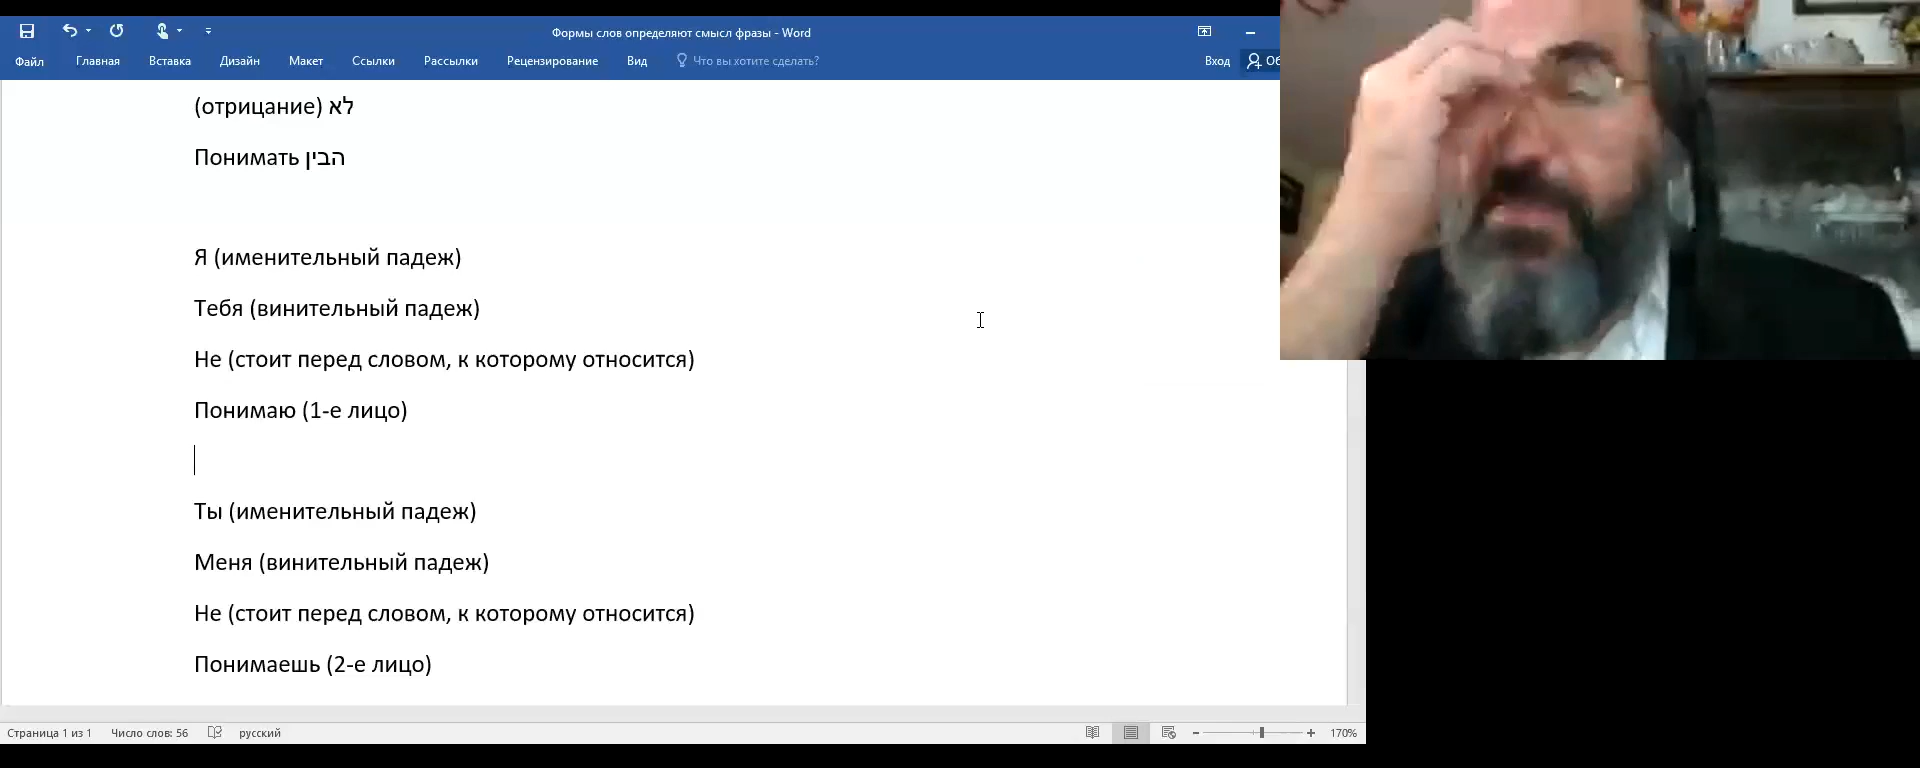 Формы слов определяют смысл фразы - Word
Файл Главная Вставка Дизайн Макет Ссылки Рассылки Рецензирование Вид Что вы хотите сделать? Вход
(отрицание) לא
Понимать הבין
Я (именительный падеж)
Тебя (винительный падеж)
Не (стоит перед словом, к которому относится)
Понимаю (1-е лицо)
Ты (именительный падеж)
Меня (винительный падеж)
Не (стоит перед словом, к которому относится)
Понимаешь (2-е лицо)
Страница 1 из 1 Число слов: 56 русский 170%